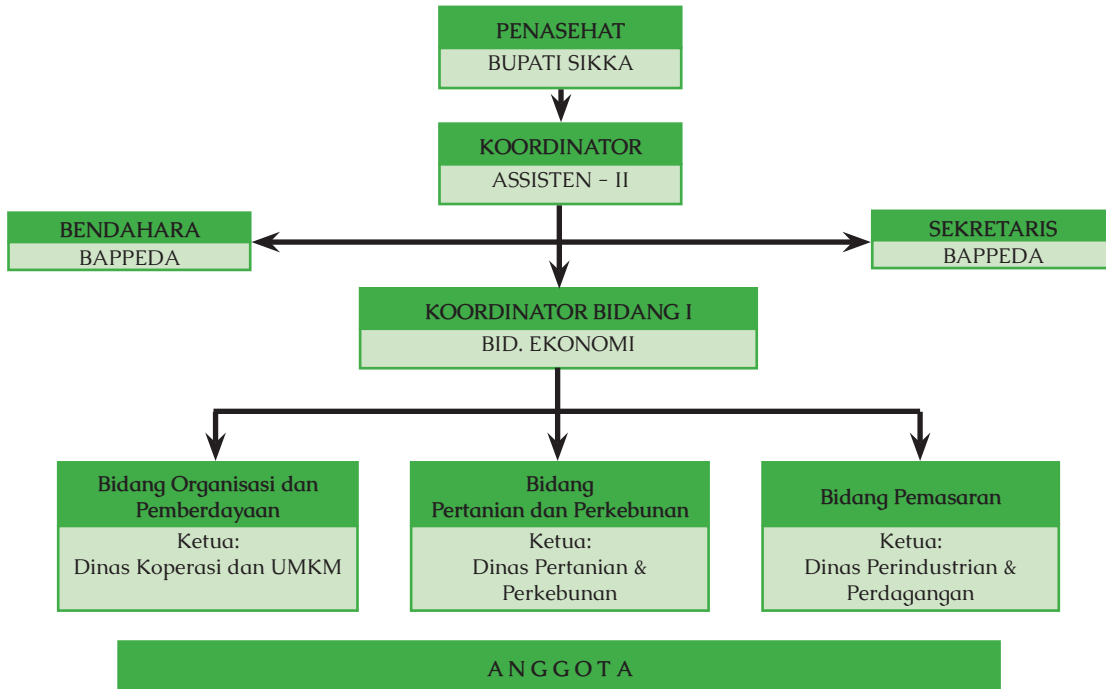 PENASEHAT
BUPATI SIKKA
KOORDINATOR
ASSISTEN - II
BENDAHARA
BAPPEDA
SEKRETARIS
BAPPEDA
KOORDINATOR BIDANG I
BID. EKONOMI
Bidang Organisasi dan
Pemberdayaan
Ketua:
Dinas Koperasi dan UMKM
Bidang
Pertanian dan Perkebunan
Ketua:
Dinas Pertanian &
Perkebunan
Bidang Pemasaran
Ketua:
Dinas Perindustrian &
Perdagangan
ANGGOTA